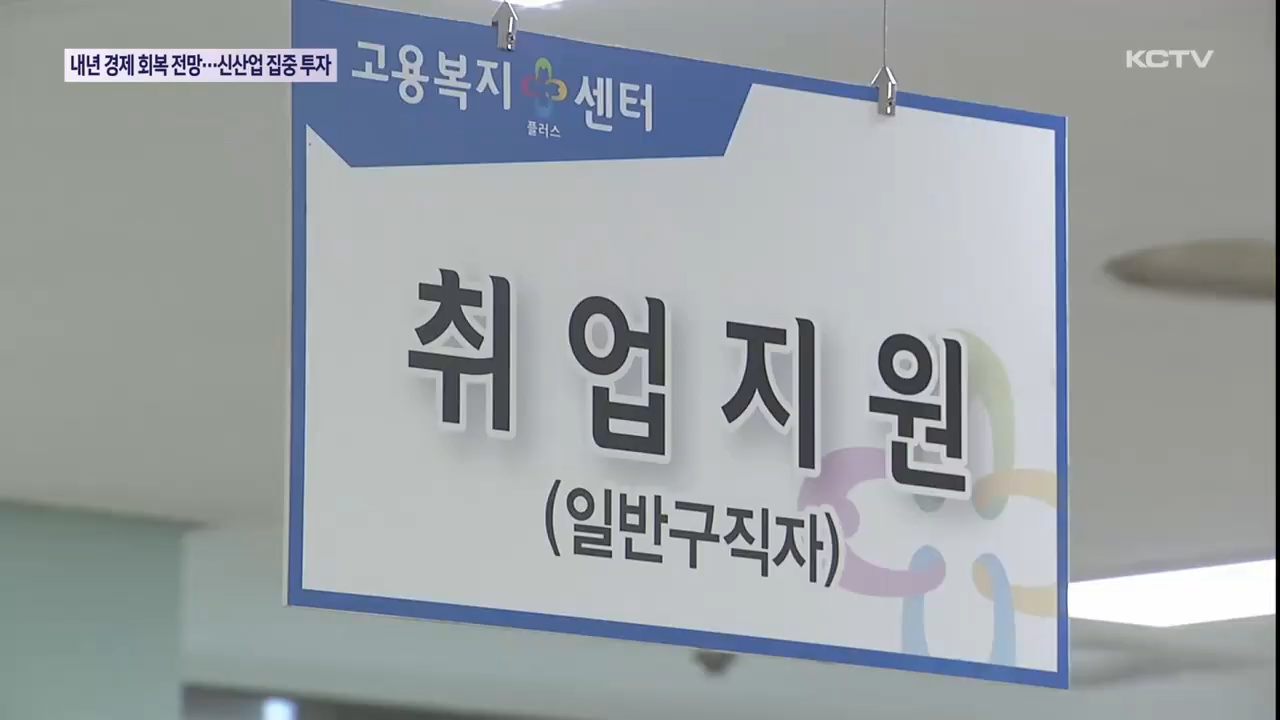 내년 경제 회복 전망…신산업 집중 투자
KCTV
고용복지 센터
플러스
취업지원
(일반구직자)